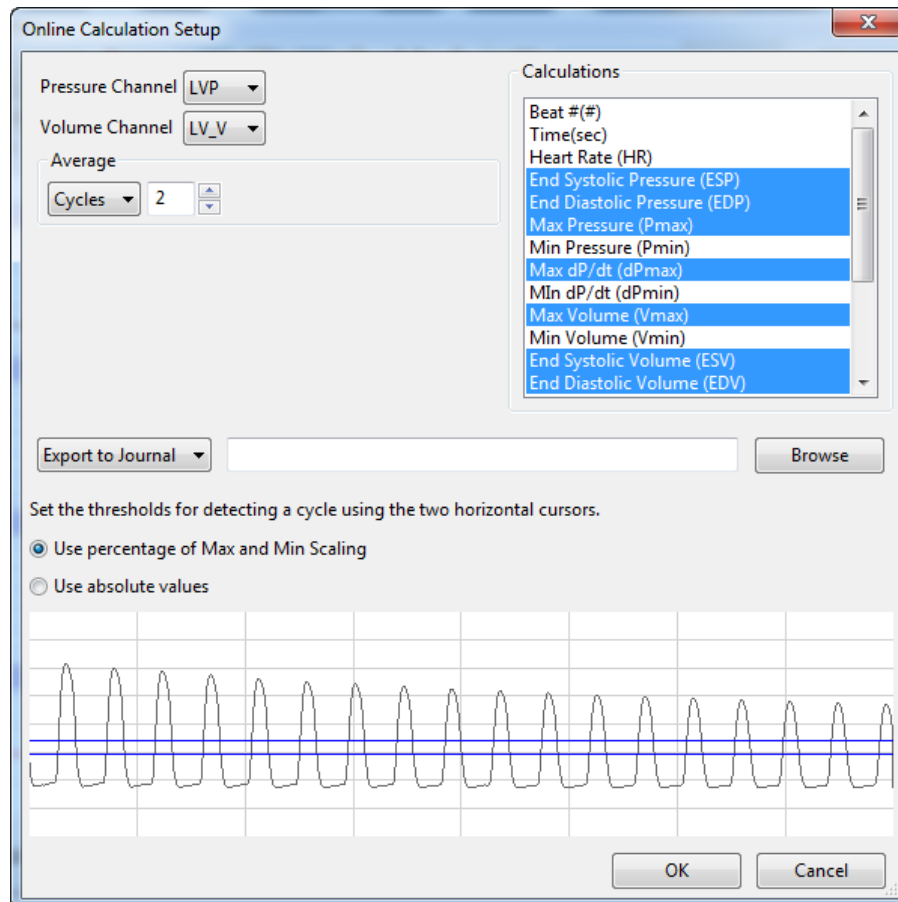 Online Calculation Setup
Pressure Channel LVP
Volume Channel LV_V
Average
Cycles 2
Calculations
Beat #(#)
Time(sec)
Heart Rate (HR)
End Systolic Pressure (ESP)
End Diastolic Pressure (EDP)
Max Pressure (Pmax)
Min Pressure (Pmin)
Max dP/dt (dPmax)
MIn dP/dt (dPmin)
Max Volume (Vmax)
Min Volume (Vmin)
End Systolic Volume (ESV)
End Diastolic Volume (EDV)
Export to Journal Browse
Set the thresholds for detecting a cycle using the two horizontal cursors.
Use percentage of Max and Min Scaling
Use absolute values
OK Cancel